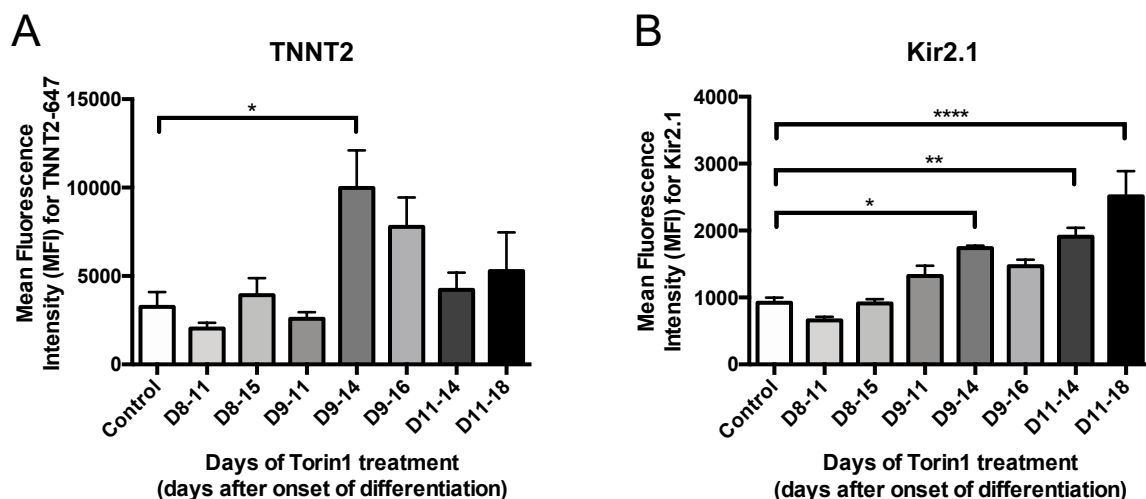 A
TNNT2
Mean Fluorescence
Intensity (MFI) for TNNT2-647
15000
10000
5000
0
*
Control
D8-11
D8-15
D9-11
D9-14
D9-16
D11-14
D11-18
Days of Torin1 treatment
(days after onset of differentiation)
B
Kir2.1
Mean Fluorescence
Intensity (MFI) for Kir2.1
4000
3000
2000
1000
0
****
**
*
Control
D8-11
D8-15
D9-11
D9-14
D9-16
D11-14
D11-18
Days of Torin1 treatment
(days after onset of differentiation)